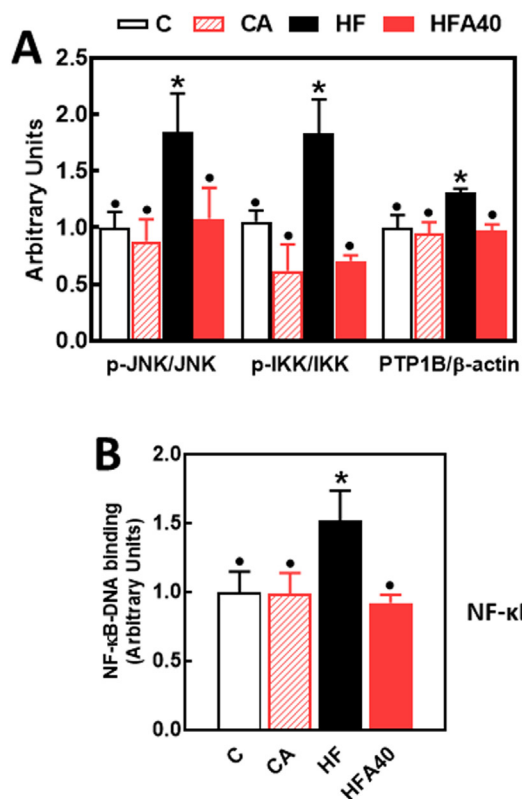 C CA HF HFA40
A
2.5
2.0
1.5
1.0
0.5
0.0
Arbitrary Units
* * *
p-JNK/JNK p-IKK/IKK PTP1B/β-actin
B
2.0
1.5
1.0
0.5
0.0
NF-κB-DNA binding
(Arbitrary Units)
*
C CA HF HFA40
NF-κ